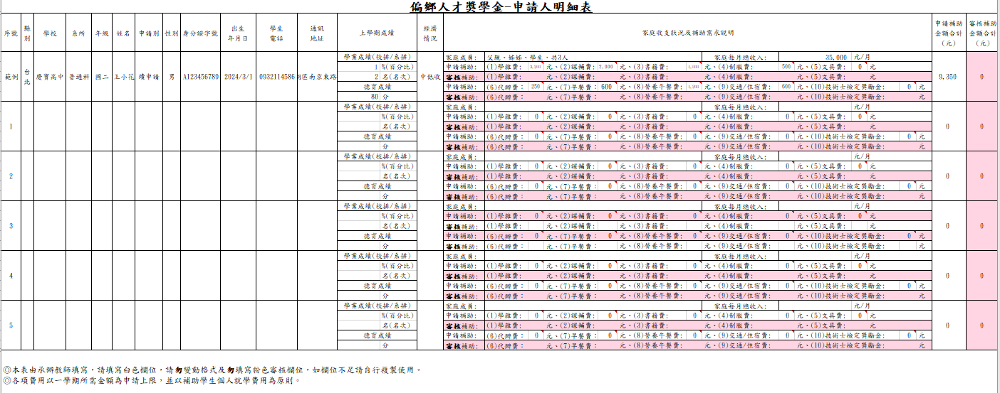 偏鄉人才獎學金-申請人明細表
序號 縣別 學校 系所 年級 姓名 申請別 性別 身分證字號 出生年月日 學生電話 通訊地址 上學期成績 經濟情況 家庭收支狀況及補助需求說明 申請補助金額合計(元) 審核補助金額合計(元)
範例 台北 慶寶高中 普通科 國二 王小花 續申請 男 A123456789 2024/3/1 0932114586 區南京東路 中低收 9,350 0
學業成績(校排/系排) 家庭成員: 父親、姊姊、學生，共3人 家庭每月總收入: 35,000 元/月
1 %(百分比) 申請補助: (1)學雜費: 3,200 元、(2)課輔費: 2,000 元、(3)書籍費: 1,000 元、(4)制服費: 500 元、(5)文具費: 0 元
2 名(名次) 審核補助: (1)學雜費: 元、(2)課輔費: 元、(3)書籍費: 元、(4)制服費: 元、(5)文具費: 元
德育成績 申請補助: (6)代辦費: 250 元、(7)早餐費: 600 元、(8)營養午餐費: 1,200 元、(9)交通/住宿費: 600 元、(10)技術士檢定獎勵金: 0 元
80 分 審核補助: (6)代辦費: 元、(7)早餐費: 元、(8)營養午餐費: 元、(9)交通/住宿費: 元、(10)技術士檢定獎勵金: 元
1 0 0
學業成績(校排/系排) 家庭成員: 家庭每月總收入: 元/月
%(百分比) 申請補助: (1)學雜費: 0 元、(2)課輔費: 0 元、(3)書籍費: 0 元、(4)制服費: 0 元、(5)文具費: 0 元
名(名次) 審核補助: (1)學雜費: 元、(2)課輔費: 元、(3)書籍費: 元、(4)制服費: 元、(5)文具費: 元
德育成績 申請補助: (6)代辦費: 0 元、(7)早餐費: 0 元、(8)營養午餐費: 0 元、(9)交通/住宿費: 0 元、(10)技術士檢定獎勵金: 0 元
分 審核補助: (6)代辦費: 元、(7)早餐費: 元、(8)營養午餐費: 元、(9)交通/住宿費: 元、(10)技術士檢定獎勵金: 元
2 0 0
學業成績(校排/系排) 家庭成員: 家庭每月總收入: 元/月
%(百分比) 申請補助: (1)學雜費: 0 元、(2)課輔費: 0 元、(3)書籍費: 0 元、(4)制服費: 0 元、(5)文具費: 0 元
名(名次) 審核補助: (1)學雜費: 元、(2)課輔費: 元、(3)書籍費: 元、(4)制服費: 元、(5)文具費: 元
德育成績 申請補助: (6)代辦費: 0 元、(7)早餐費: 0 元、(8)營養午餐費: 0 元、(9)交通/住宿費: 0 元、(10)技術士檢定獎勵金: 0 元
分 審核補助: (6)代辦費: 元、(7)早餐費: 元、(8)營養午餐費: 元、(9)交通/住宿費: 元、(10)技術士檢定獎勵金: 元
3 0 0
學業成績(校排/系排) 家庭成員: 家庭每月總收入: 元/月
%(百分比) 申請補助: (1)學雜費: 0 元、(2)課輔費: 0 元、(3)書籍費: 0 元、(4)制服費: 0 元、(5)文具費: 0 元
名(名次) 審核補助: (1)學雜費: 元、(2)課輔費: 元、(3)書籍費: 元、(4)制服費: 元、(5)文具費: 元
德育成績 申請補助: (6)代辦費: 0 元、(7)早餐費: 0 元、(8)營養午餐費: 0 元、(9)交通/住宿費: 0 元、(10)技術士檢定獎勵金: 0 元
分 審核補助: (6)代辦費: 元、(7)早餐費: 元、(8)營養午餐費: 元、(9)交通/住宿費: 元、(10)技術士檢定獎勵金: 元
4 0 0
學業成績(校排/系排) 家庭成員: 家庭每月總收入: 元/月
%(百分比) 申請補助: (1)學雜費: 0 元、(2)課輔費: 0 元、(3)書籍費: 0 元、(4)制服費: 0 元、(5)文具費: 0 元
名(名次) 審核補助: (1)學雜費: 元、(2)課輔費: 元、(3)書籍費: 元、(4)制服費: 元、(5)文具費: 元
德育成績 申請補助: (6)代辦費: 0 元、(7)早餐費: 0 元、(8)營養午餐費: 0 元、(9)交通/住宿費: 0 元、(10)技術士檢定獎勵金: 0 元
分 審核補助: (6)代辦費: 元、(7)早餐費: 元、(8)營養午餐費: 元、(9)交通/住宿費: 元、(10)技術士檢定獎勵金: 元
5 0 0
學業成績(校排/系排) 家庭成員: 家庭每月總收入: 元/月
%(百分比) 申請補助: (1)學雜費: 0 元、(2)課輔費: 0 元、(3)書籍費: 0 元、(4)制服費: 0 元、(5)文具費: 0 元
名(名次) 審核補助: (1)學雜費: 元、(2)課輔費: 元、(3)書籍費: 元、(4)制服費: 元、(5)文具費: 元
德育成績 申請補助: (6)代辦費: 0 元、(7)早餐費: 0 元、(8)營養午餐費: 0 元、(9)交通/住宿費: 0 元、(10)技術士檢定獎勵金: 0 元
分 審核補助: (6)代辦費: 元、(7)早餐費: 元、(8)營養午餐費: 元、(9)交通/住宿費: 元、(10)技術士檢定獎勵金: 元
◎本表由承辦教師填寫，請填寫白色欄位，請勿變動格式及勿填寫粉色審核欄位，如欄位不足請自行複製使用。
◎各項費用以一學期所需金額為申請上限，並以補助學生個人就學費用為原則。